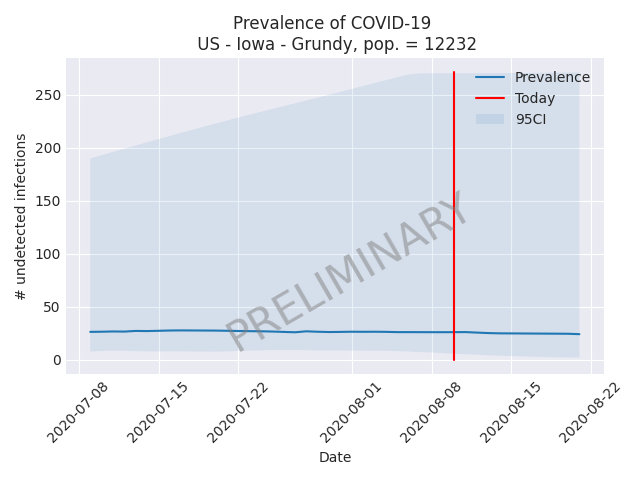 Prevalence of COVID-19
US - Iowa - Grundy, pop. = 12232
# undetected infections
250
200
150
100
50
0
Prevalence
Today
95CI
PRELIMINARY
2020-07-08
2020-07-15
2020-07-22
2020-08-01
2020-08-08
2020-08-15
2020-08-22
Date